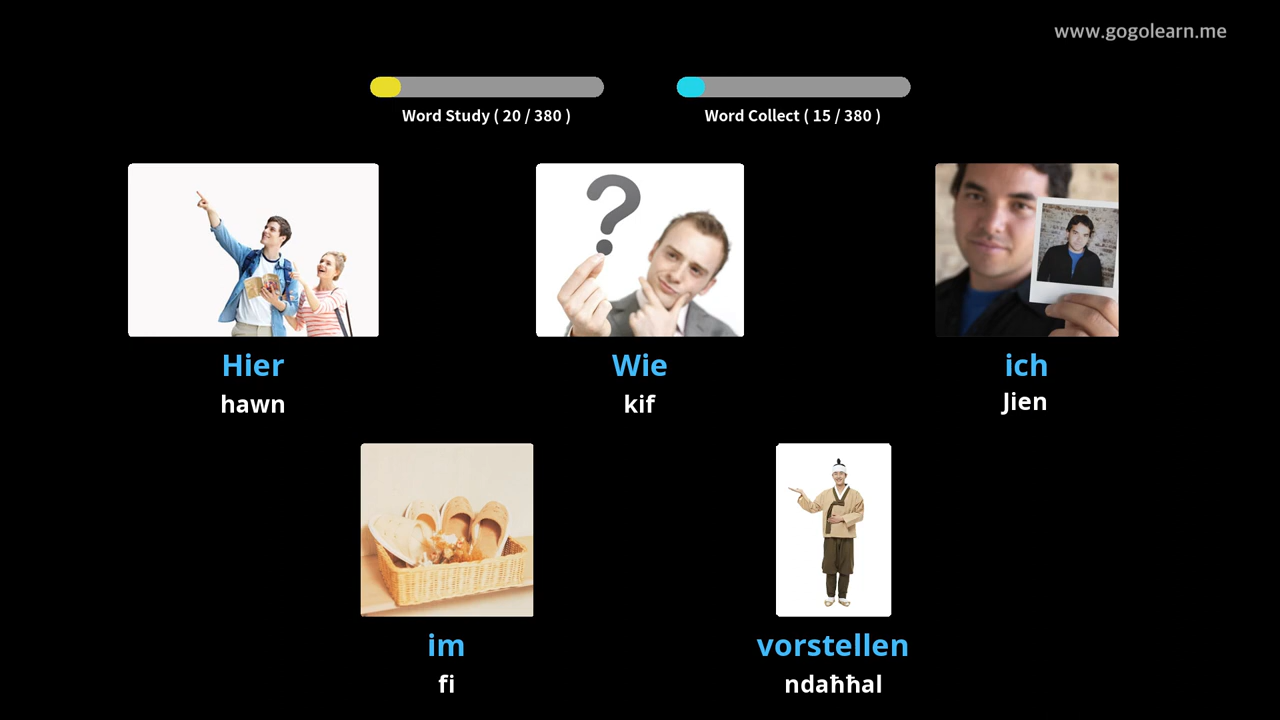 www.gogolearn.me
Word Study ( 20 / 380 )
Word Collect ( 15 / 380 )
Hier
hawn
Wie
kif
ich
Jien
im
fi
vorstellen
ndaħħal